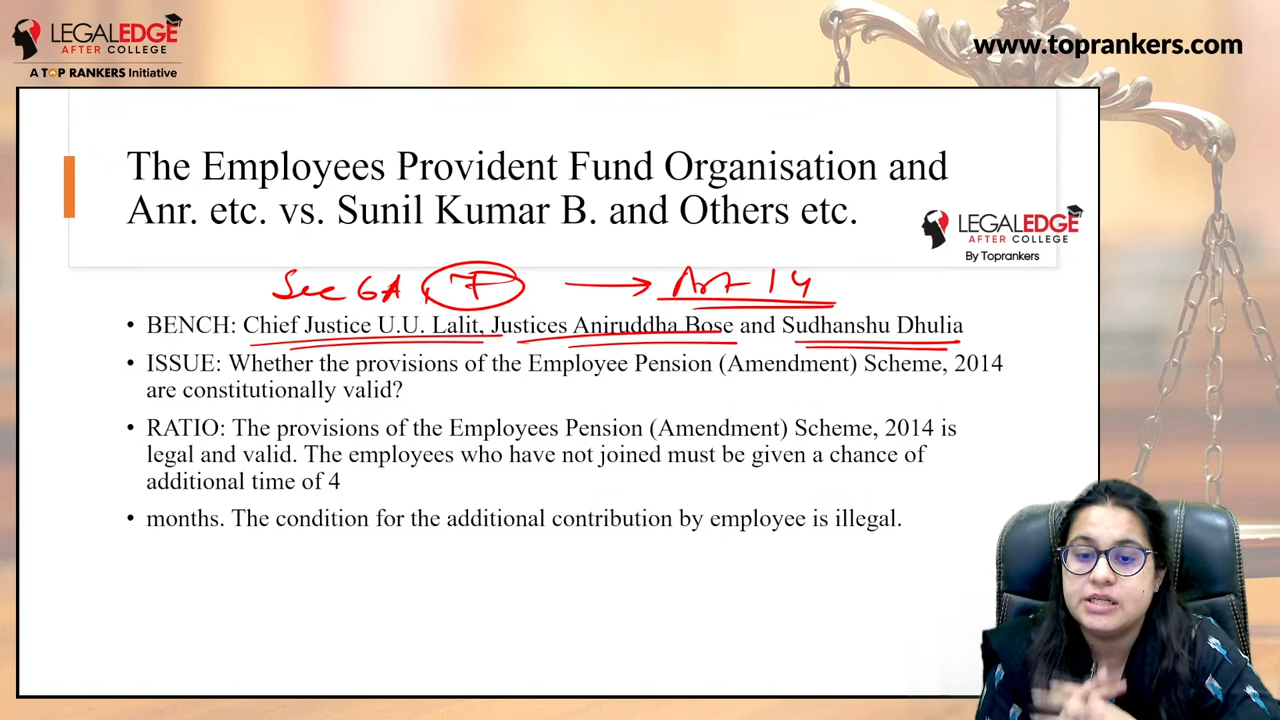 LEGALEDGE
AFTER COLLEGE
A TOP RANKERS Initiative
www.toprankers.com
The Employees Provident Fund Organisation and
Anr. etc. vs. Sunil Kumar B. and Others etc.
LEGALEDGE
AFTER COLLEGE
By Toprankers
Sec 6A, 7 → Art 14
• BENCH: Chief Justice U.U. Lalit, Justices Aniruddha Bose and Sudhanshu Dhulia
• ISSUE: Whether the provisions of the Employee Pension (Amendment) Scheme, 2014
are constitutionally valid?
• RATIO: The provisions of the Employees Pension (Amendment) Scheme, 2014 is
legal and valid. The employees who have not joined must be given a chance of
additional time of 4
• months. The condition for the additional contribution by employee is illegal.